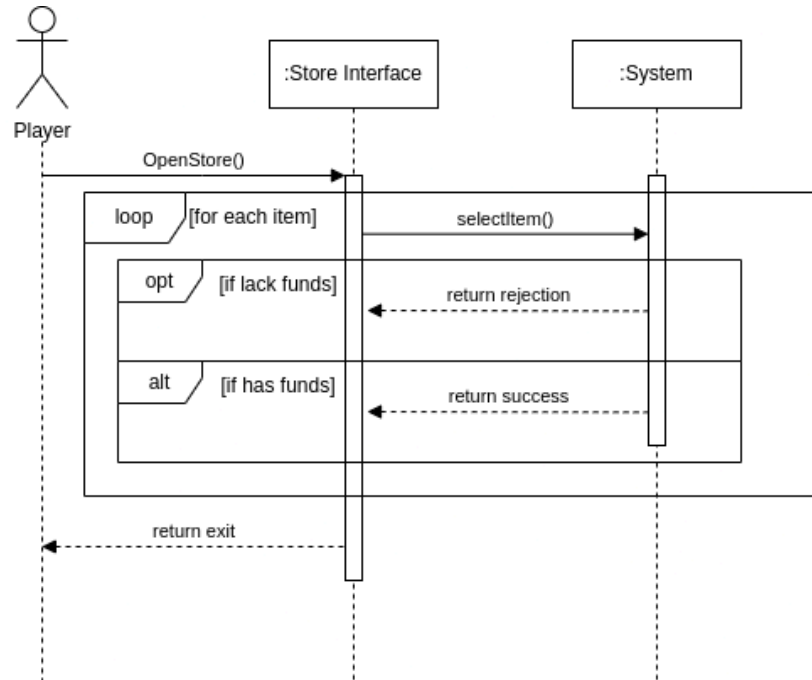 :Store Interface
:System
Player
OpenStore()
loop
[for each item]
selectItem()
opt
[if lack funds]
return rejection
alt
[if has funds]
return success
return exit